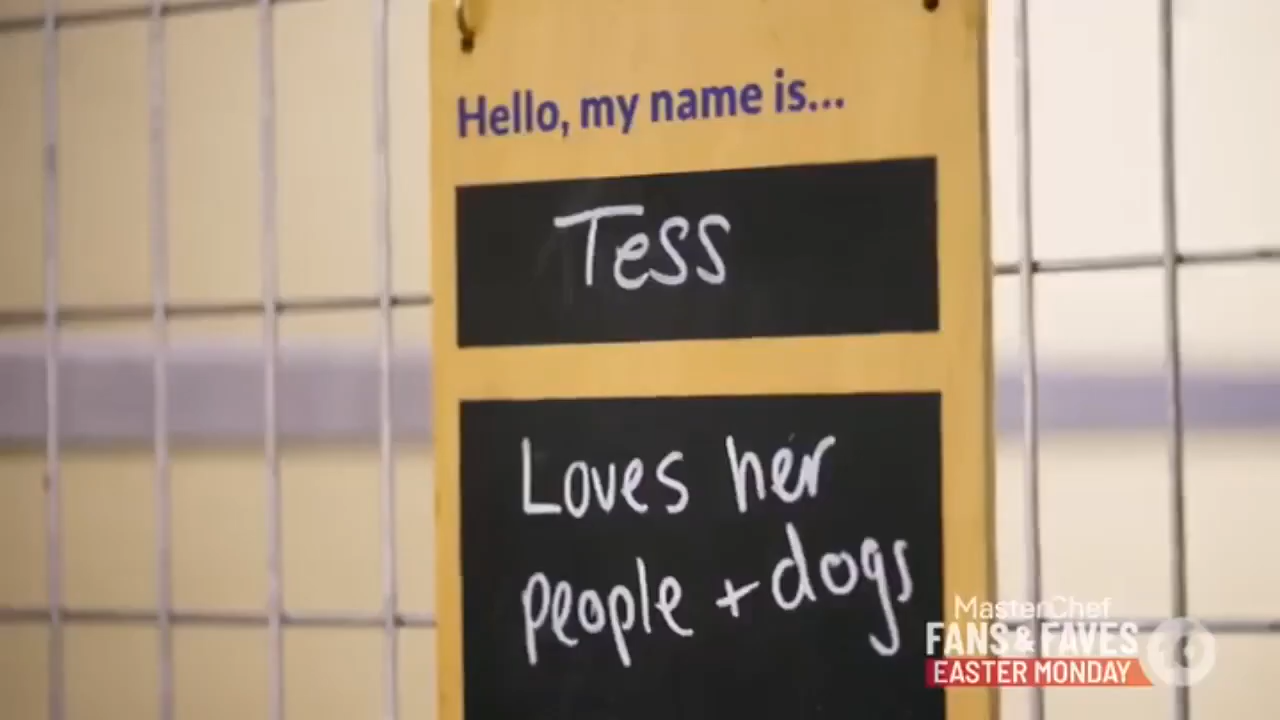 Hello, my name is...
Tess
Loves her
people + dogs
MasterChef
FANS & FAVES
EASTER MONDAY
10